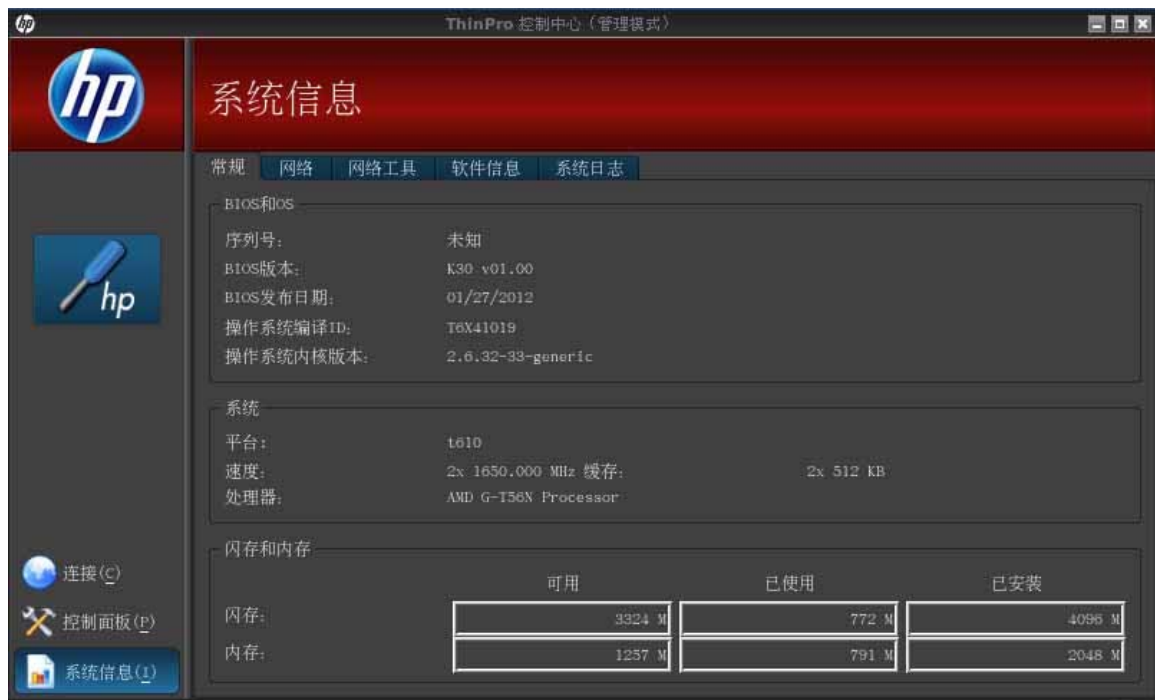 hp
ThinPro 控制中心（管理模式）
hp
系统信息
常规 网络 网络工具 软件信息 系统日志
BIOS和OS
序列号: 未知
BIOS版本: K30 v01.00
BIOS发布日期: 01/27/2012
操作系统编译ID: T6X41019
操作系统内核版本: 2.6.32-33-generic
系统
平台: t610
速度: 2x 1650.000 MHz 缓存: 2x 512 KB
处理器: AMD G-T56N Processor
闪存和内存
可用 已使用 已安装
闪存: 3324 M 772 M 4096 M
内存: 1257 M 791 M 2048 M
hp
连接(C)
控制面板(P)
系统信息(I)